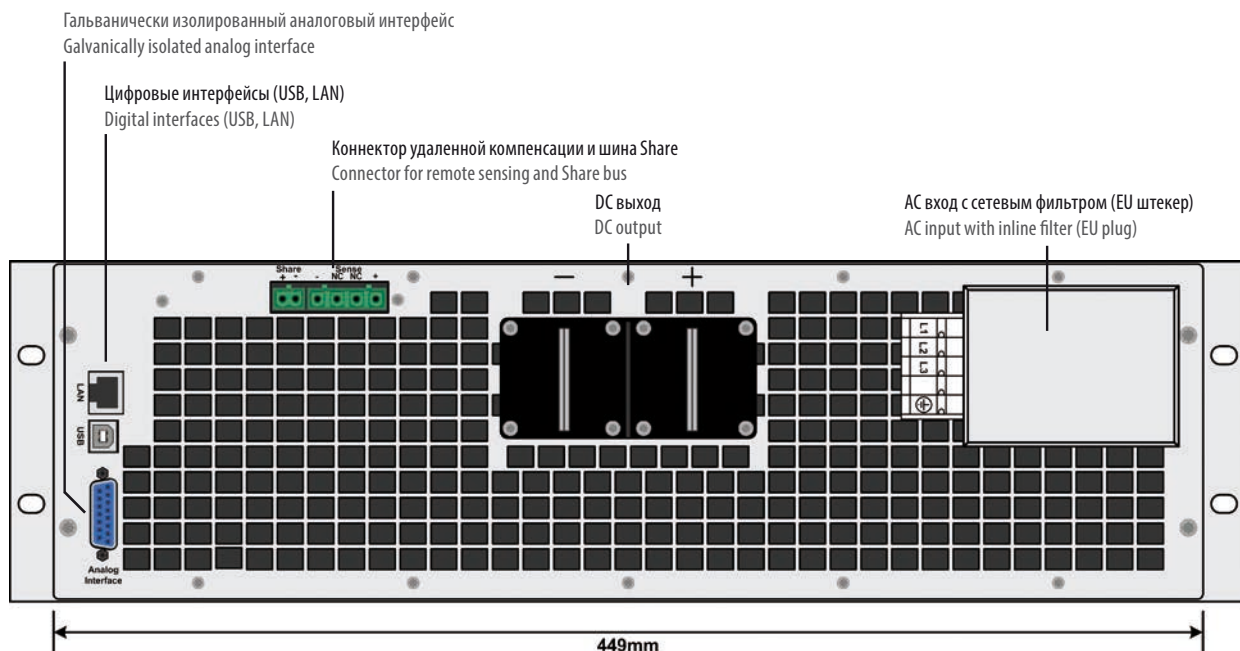 Гальванически изолированный аналоговый интерфейс
Galvanically isolated analog interface
Цифровые интерфейсы (USB, LAN)
Digital interfaces (USB, LAN)
Коннектор удаленной компенсации и шина Share
Connector for remote sensing and Share bus
DC выход
DC output
AC вход с сетевым фильтром (EU штекер)
AC input with inline filter (EU plug)
Share Sense
+ - - NC NC +
− +
L1
L2
L3
LAN
USB
Analog
Interface
449mm